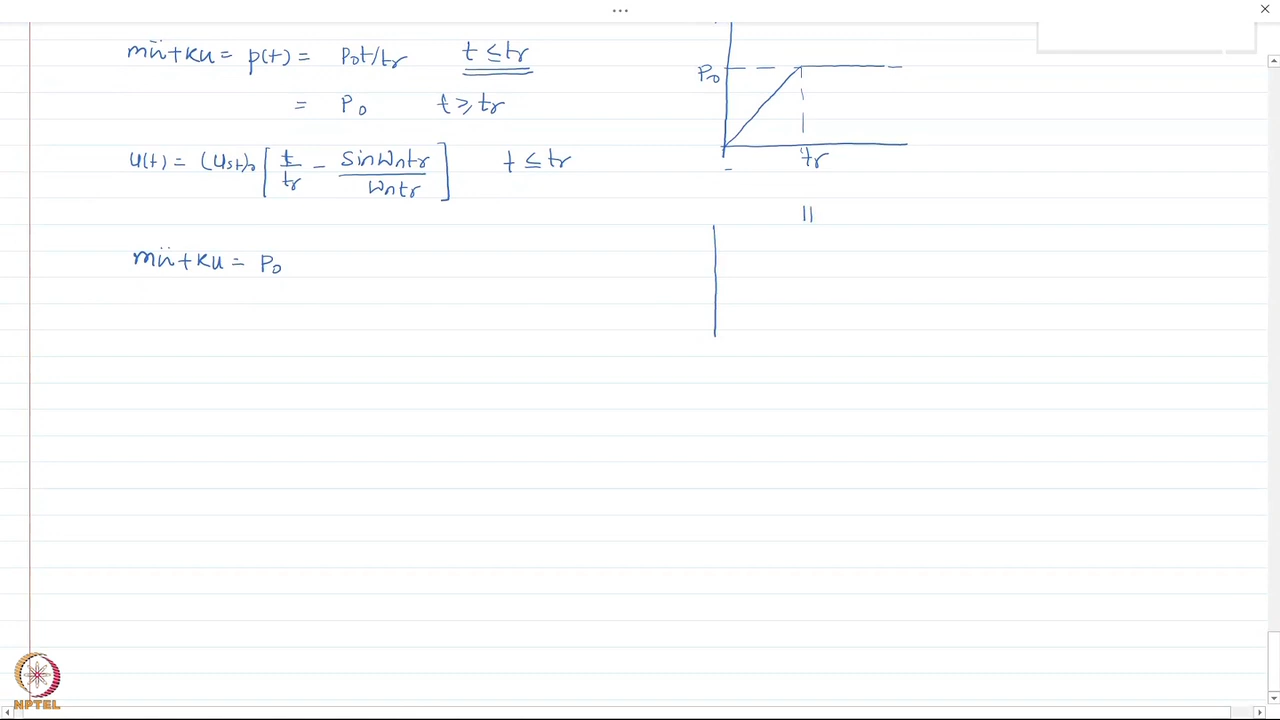 mü+ku = p(t) = P₀t/tr t ≤ tr
= P₀ t ≥ tr
u(t) = (ust)₀ [ t/tr - sinωntr/ωntr ] t ≤ tr
mü+ku = P₀
P₀
tr
||
NPTEL